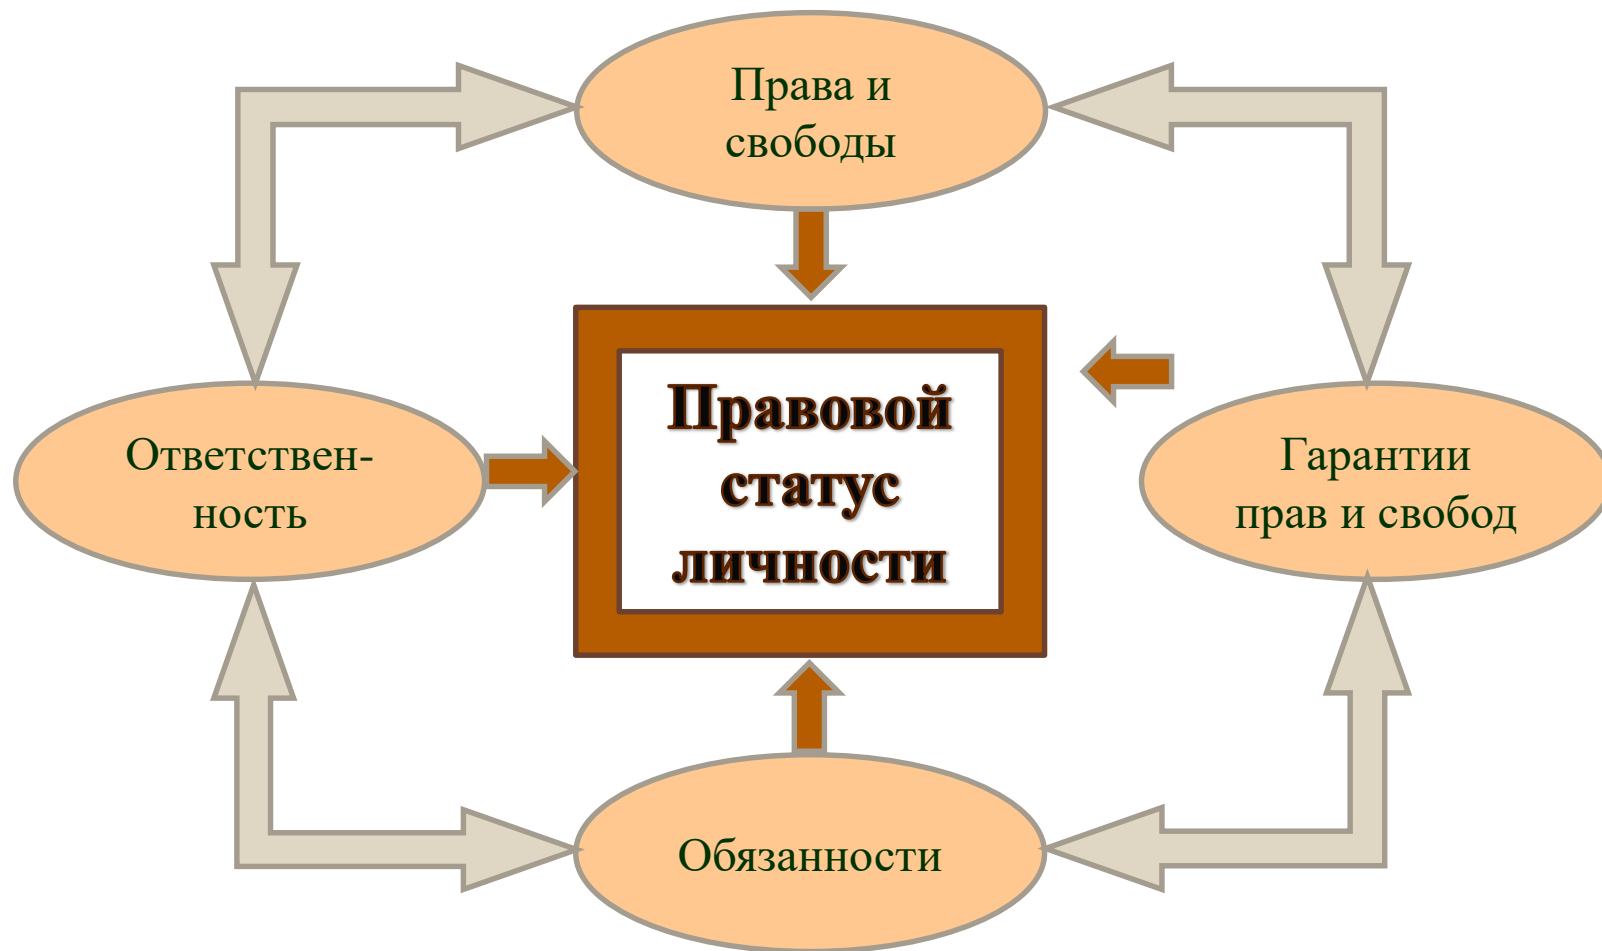 Права и
свободы
Правовой
статус
личности
Ответствен-
ность
Гарантии
прав и свобод
Обязанности